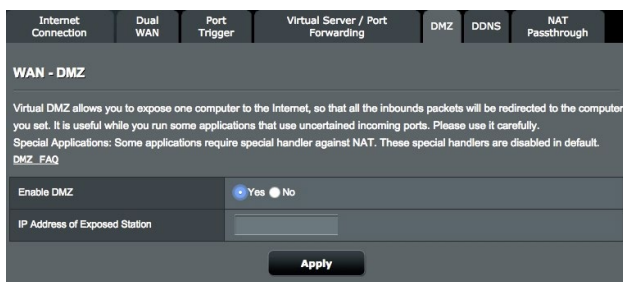 Internet Connection
Dual WAN
Port Trigger
Virtual Server / Port Forwarding
DMZ
DDNS
NAT Passthrough
WAN - DMZ
Virtual DMZ allows you to expose one computer to the Internet, so that all the inbounds packets will be redirected to the computer
you set. It is useful while you run some applications that use uncertained incoming ports. Please use it carefully.
Special Applications: Some applications require special handler against NAT. These special handlers are disabled in default.
DMZ FAQ
Enable DMZ
Yes No
IP Address of Exposed Station
Apply